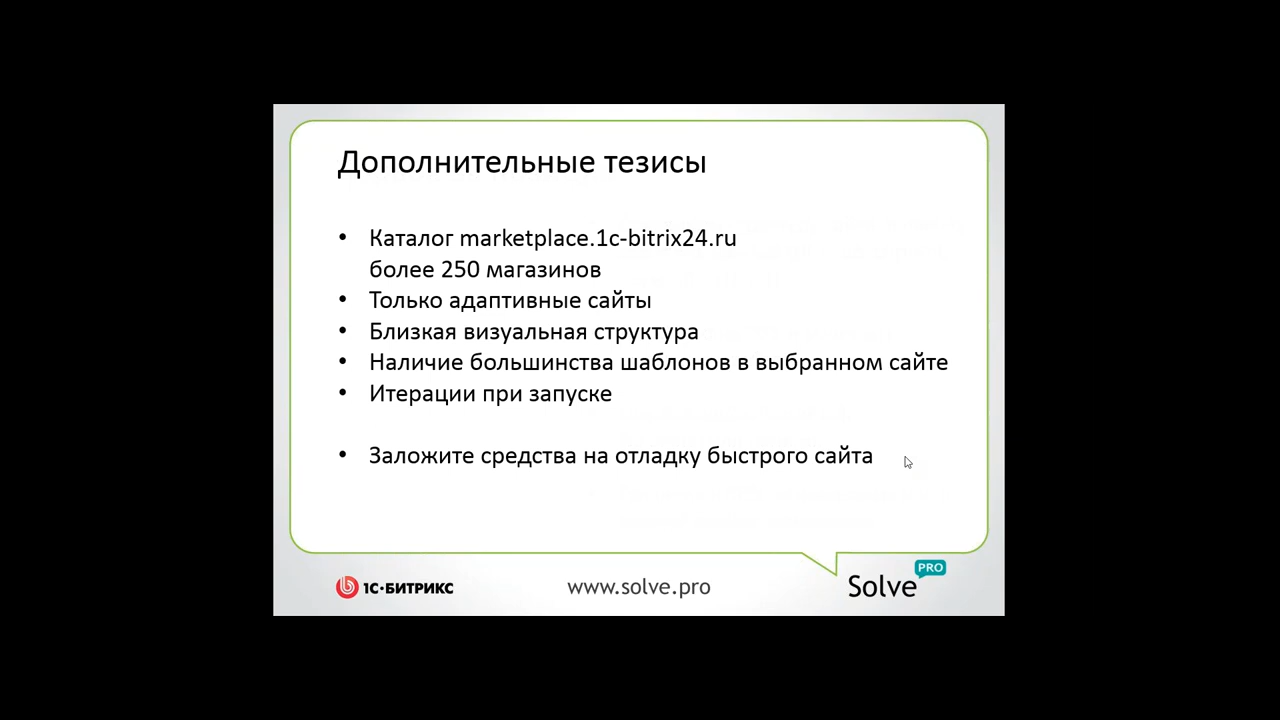 Дополнительные тезисы
• Каталог marketplace.1c-bitrix24.ru
более 250 магазинов
• Только адаптивные сайты
• Близкая визуальная структура
• Наличие большинства шаблонов в выбранном сайте
• Итерации при запуске
• Заложите средства на отладку быстрого сайта
1С·БИТРИКС
www.solve.pro
Solve PRO